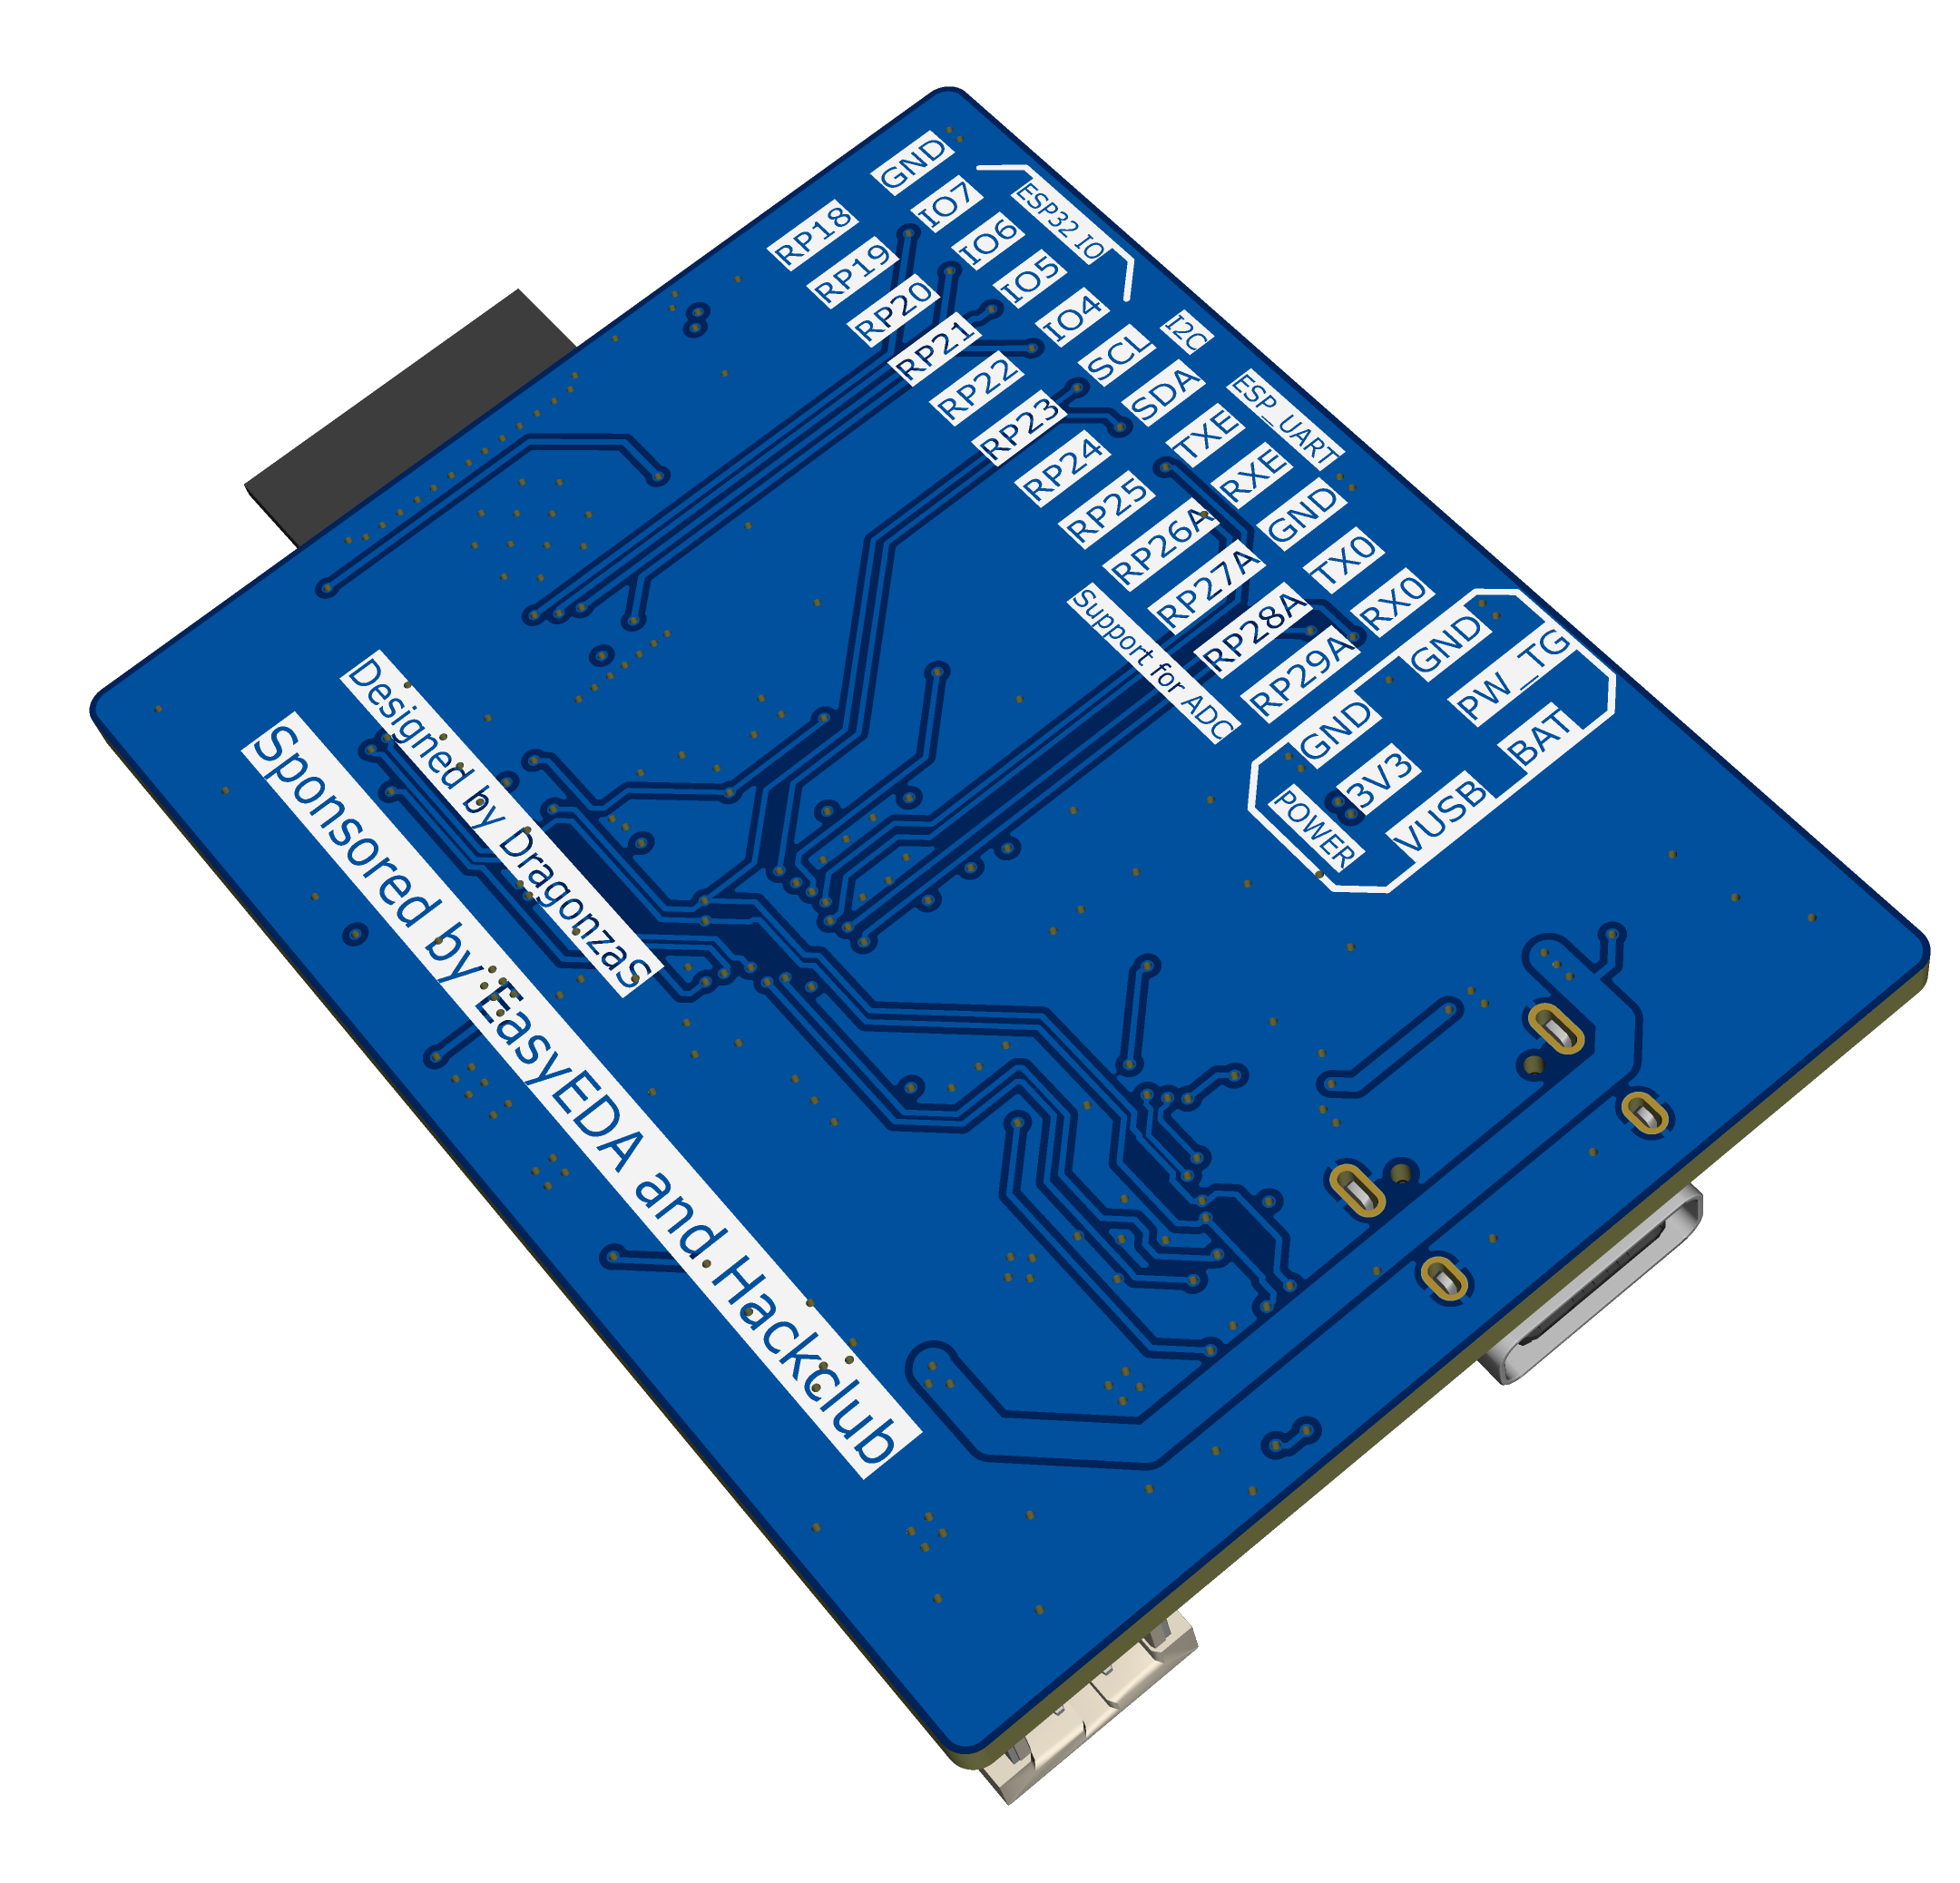 GND
IO7
IO6
IO5
IO4
SCL
SDA
TXE
RXE
GND
TX0
RX0
GND
PW_TG
BAT
ESP32 IO
I2C
ESP_UART
RP18
RP19
RP20
RP21
RP22
RP23
RP24
RP25
RP26A
RP27A
RP28A
RP29A
GND
3V3
VUSB
Support for ADC
POWER
Designed by Dragonzas
Sponsored by EasyEDA and Hackclub